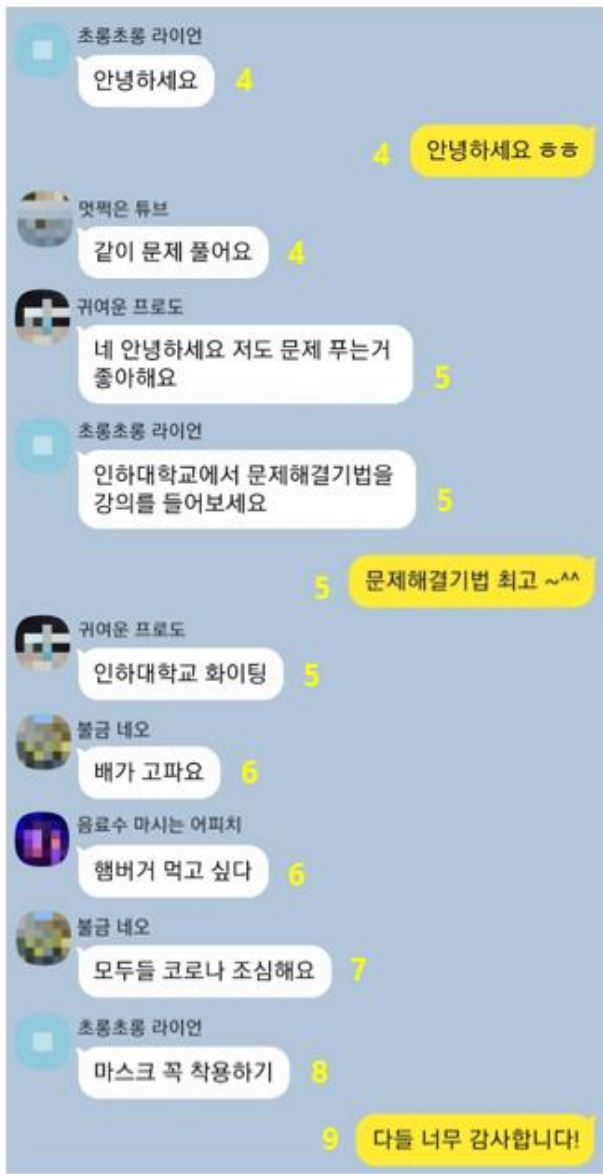 초롱초롱 라이언
안녕하세요 4
4 안녕하세요 ㅎㅎ
멋쩍은 튜브
같이 문제 풀어요 4
귀여운 프로도
네 안녕하세요 저도 문제 푸는거
좋아해요 5
초롱초롱 라이언
인하대학교에서 문제해결기법을
강의를 들어보세요 5
5 문제해결기법 최고 ~^^
귀여운 프로도
인하대학교 화이팅 5
불금 네오
배가 고파요 6
음료수 마시는 어피치
햄버거 먹고 싶다 6
불금 네오
모두들 코로나 조심해요 7
초롱초롱 라이언
마스크 꼭 착용하기 8
9 다들 너무 감사합니다!